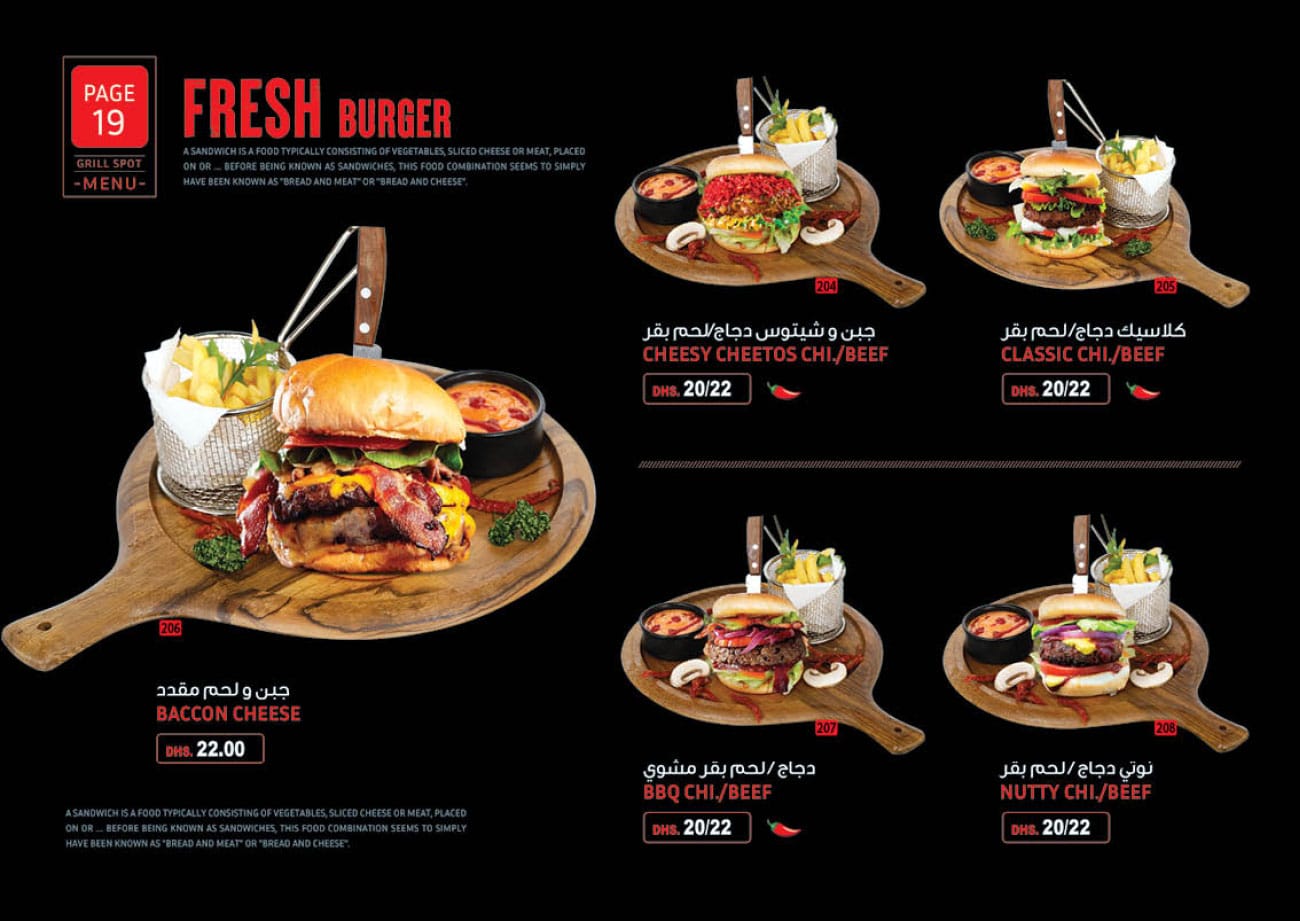 PAGE
19
GRILL SPOT
-MENU-
FRESH BURGER
A SANDWICH IS A FOOD TYPICALLY CONSISTING OF VEGETABLES, SLICED CHEESE OR MEAT, PLACED
ON OR ... BEFORE BEING KNOWN AS SANDWICHES, THIS FOOD COMBINATION SEEMS TO SIMPLY
HAVE BEEN KNOWN AS "BREAD AND MEAT" OR "BREAD AND CHEESE".
204
جبن و شيتوس دجاج/لحم بقر
CHEESY CHEETOS CHI./BEEF
DHS. 20/22
205
كلاسيك دجاج/لحم بقر
CLASSIC CHI./BEEF
DHS. 20/22
206
جبن و لحم مقدد
BACCON CHEESE
DHS. 22.00
207
دجاج /لحم بقر مشوي
BBQ CHI./BEEF
DHS. 20/22
208
نوتي دجاج /لحم بقر
NUTTY CHI./BEEF
DHS. 20/22
A SANDWICH IS A FOOD TYPICALLY CONSISTING OF VEGETABLES, SLICED CHEESE OR MEAT, PLACED
ON OR ... BEFORE BEING KNOWN AS SANDWICHES, THIS FOOD COMBINATION SEEMS TO SIMPLY
HAVE BEEN KNOWN AS "BREAD AND MEAT" OR "BREAD AND CHEESE".